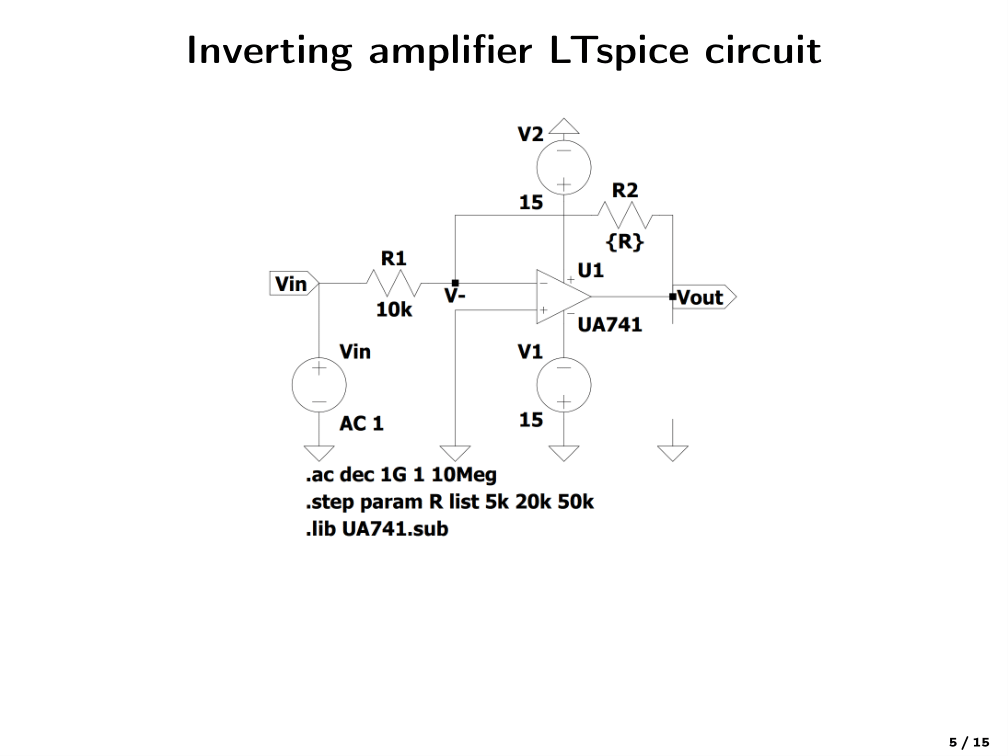 Inverting amplifier LTspice circuit
V2
−
+
15
R2
{R}
R1
10k
Vin
V-
−
+
U1
+
−
UA741
Vout
Vin
+
−
AC 1
V1
−
+
15
.ac dec 1G 1 10Meg
.step param R list 5k 20k 50k
.lib UA741.sub
5 / 15